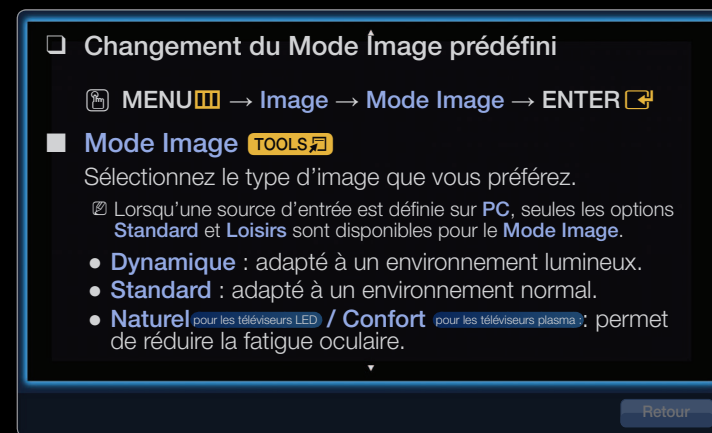 ❑ Changement du Mode Image prédéfini
MENU → Image → Mode Image → ENTER
■ Mode Image TOOLS
Sélectionnez le type d'image que vous préférez.
Lorsqu'une source d'entrée est définie sur PC, seules les options
Standard et Loisirs sont disponibles pour le Mode Image.
● Dynamique : adapté à un environnement lumineux.
● Standard : adapté à un environnement normal.
● Naturel pour les téléviseurs LED / Confort pour les téléviseurs plasma : : permet
de réduire la fatigue oculaire.
Retour